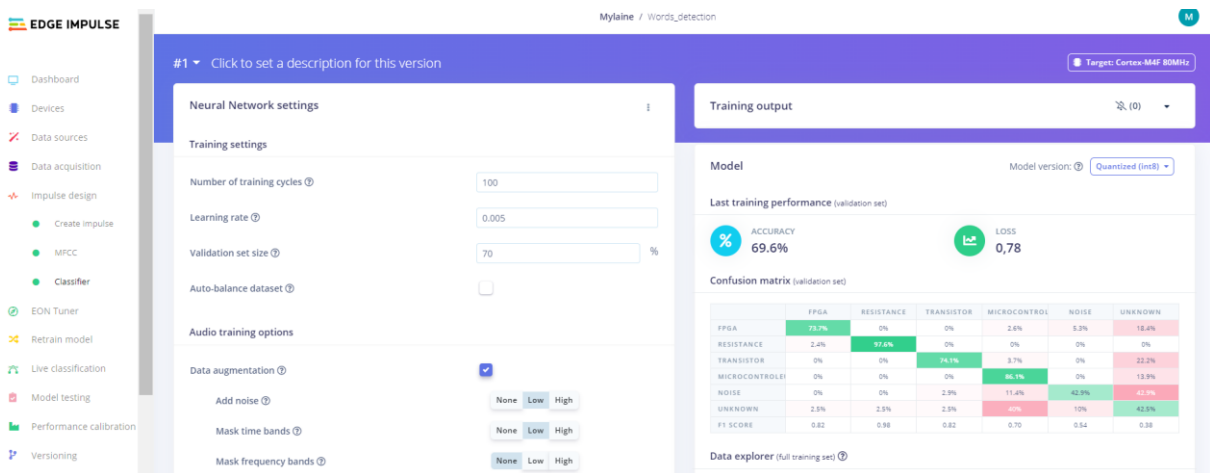 EDGE IMPULSE
Mylaine / Words_detection
M
#1 Click to set a description for this version
Target: Cortex-M4F 80MHz
Dashboard
Devices
Data sources
Data acquisition
Impulse design
Create impulse
MFCC
Classifier
EON Tuner
Retrain model
Live classification
Model testing
Performance calibration
Versioning
Neural Network settings
Training settings
Number of training cycles ?
100
Learning rate ?
0.005
Validation set size ?
70 %
Auto-balance dataset ?
Audio training options
Data augmentation ?
Add noise ? None Low High
Mask time bands ? None Low High
Mask frequency bands ? None Low High
Training output (0)
Model
Model version: ? Quantized (int8)
Last training performance (validation set)
%
ACCURACY
69.6%
LOSS
0,78
Confusion matrix (validation set)
FPGA RESISTANCE TRANSISTOR MICROCONTROL NOISE UNKNOWN
FPGA 73.7% 0% 0% 2.6% 5.3% 18.4%
RESISTANCE 2.4% 97.6% 0% 0% 0% 0%
TRANSISTOR 0% 0% 74.1% 3.7% 0% 22.2%
MICROCONTROLE 0% 0% 0% 86.1% 0% 13.9%
NOISE 0% 0% 2.9% 11.4% 42.9% 42.9%
UNKNOWN 2.5% 2.5% 2.5% 40% 10% 42.5%
F1 SCORE 0.82 0.98 0.82 0.70 0.54 0.38
Data explorer (full training set) ?